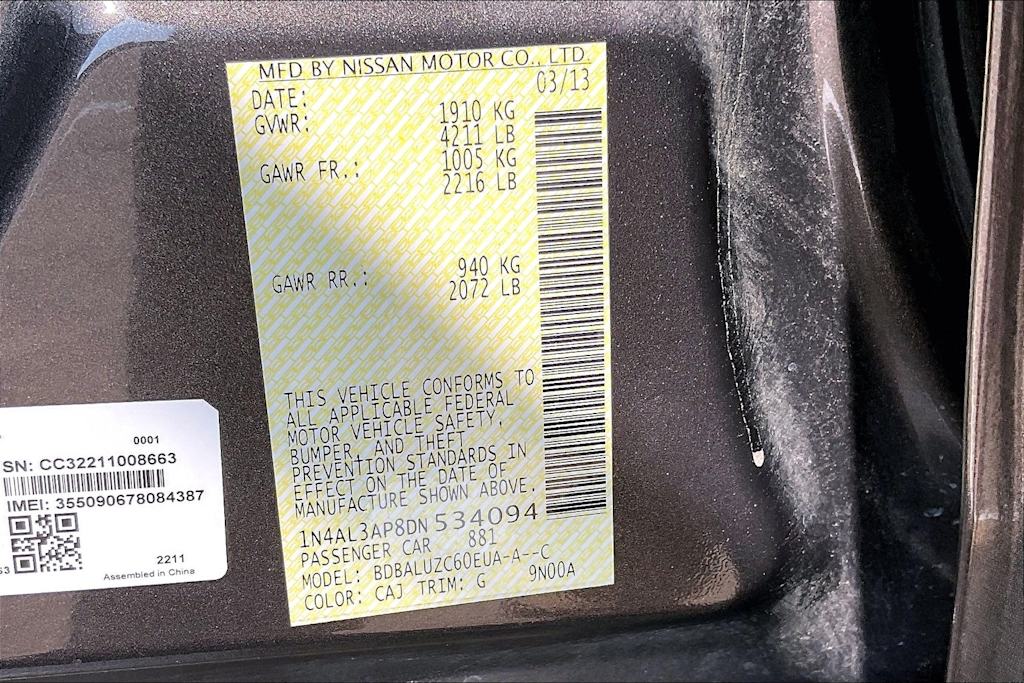 MFD BY NISSAN MOTOR CO., LTD.
DATE: 03/13
GVWR: 1910 KG
4211 LB
GAWR FR.: 1005 KG
2216 LB
GAWR RR.: 940 KG
2072 LB
THIS VEHICLE CONFORMS TO
ALL APPLICABLE FEDERAL
MOTOR VEHICLE SAFETY,
BUMPER, AND THEFT
PREVENTION STANDARDS IN
EFFECT ON THE DATE OF
MANUFACTURE SHOWN ABOVE.
1N4AL3AP8DN534094
PASSENGER CAR 881
MODEL: BDBALUZC60EUA-A--C
COLOR: CAJ TRIM: G 9N00A
0001
SN: CC32211008663
IMEI: 355090678084387
63
2211
Assembled in China